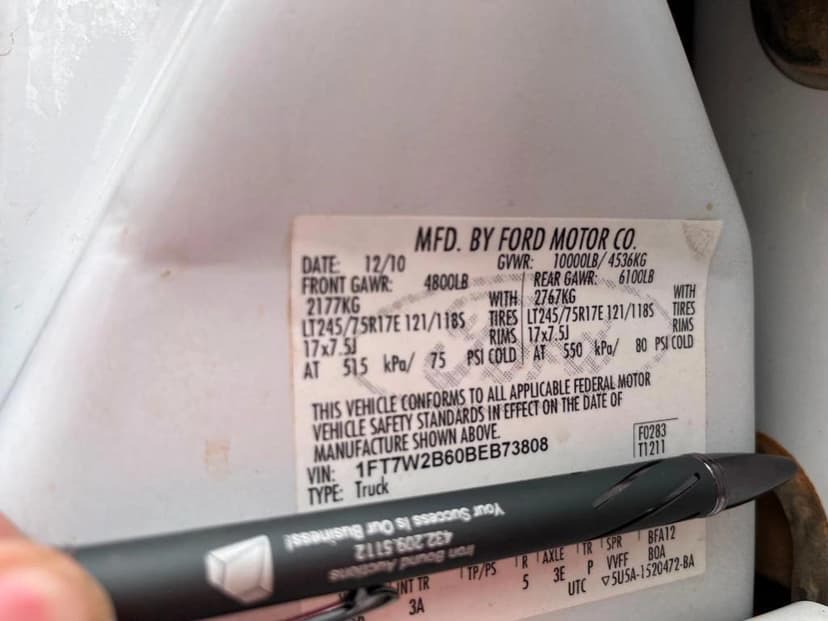 MFD. BY FORD MOTOR CO.
DATE: 12/10 GVWR: 10000LB/ 4536KG
FRONT GAWR: 4800LB REAR GAWR: 6100LB
2177KG WITH 2767KG WITH
LT245/75R17E 121/118S TIRES LT245/75R17E 121/118S TIRES
17x7.5J RIMS 17x7.5J RIMS
AT 515 kPa/ 75 PSI COLD AT 550 kPa/ 80 PSI COLD
THIS VEHICLE CONFORMS TO ALL APPLICABLE FEDERAL MOTOR
VEHICLE SAFETY STANDARDS IN EFFECT ON THE DATE OF
MANUFACTURE SHOWN ABOVE.
VIN: 1FT7W2B60BEB73808
TYPE: Truck
F0283
T1211
Your Success Is Our Business!
432.209.5112
Iron Bound Auctions
INT TR TP/PS R AXLE TR SPR BFA12
3A 5 3E P VVFF BOA
UTC ▽5U5A-1520472-BA